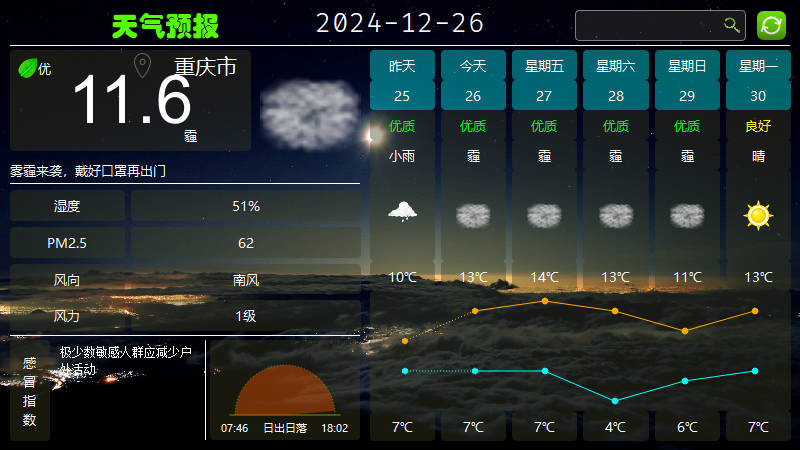 天气预报
2024-12-26
优
重庆市
11.6
霾
雾霾来袭，戴好口罩再出门
湿度 51%
PM2.5 62
风向 南风
风力 1级
感冒指数
极少数敏感人群应减少户
外活动
07:46 日出日落 18:02
昨天 今天 星期五 星期六 星期日 星期一
25 26 27 28 29 30
优质 优质 优质 优质 优质 良好
小雨 霾 霾 霾 霾 晴
10℃ 13℃ 14℃ 13℃ 11℃ 13℃
7℃ 7℃ 7℃ 4℃ 6℃ 7℃